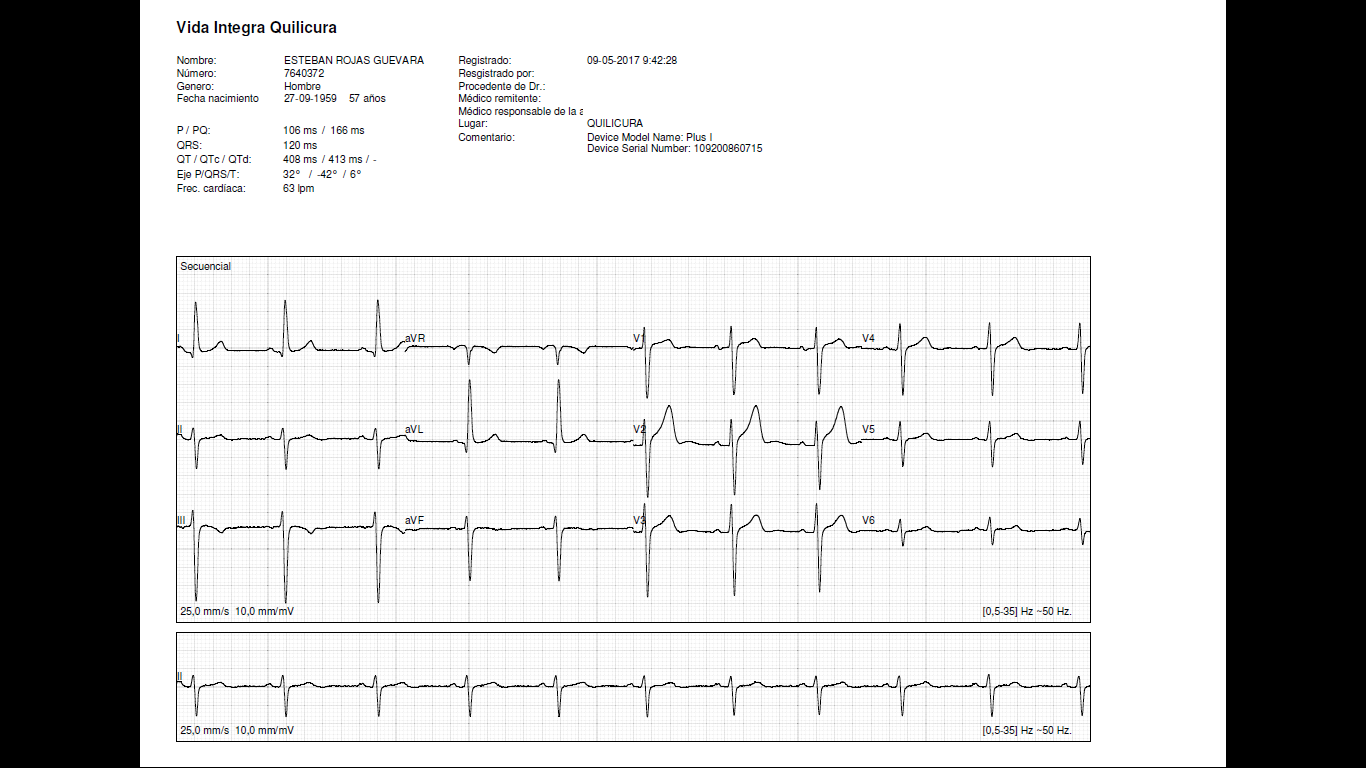 Vida Integra Quilicura
Nombre: ESTEBAN ROJAS GUEVARA Registrado: 09-05-2017 9:42:28
Número: 7640372 Resgistrado por:
Genero: Hombre Procedente de Dr.:
Fecha nacimiento 27-09-1959 57 años Médico remitente:
Médico responsable de la a
Lugar: QUILICURA
P / PQ: 106 ms / 166 ms Comentario: Device Model Name: Plus I
QRS: 120 ms Device Serial Number: 109200860715
QT / QTc / QTd: 408 ms / 413 ms / -
Eje P/QRS/T: 32° / -42° / 6°
Frec. cardíaca: 63 lpm
Secuencial
I aVR V1 V4
II aVL V2 V5
III aVF V3 V6
25,0 mm/s 10,0 mm/mV [0,5-35] Hz ~50 Hz.
II
25,0 mm/s 10,0 mm/mV [0,5-35] Hz ~50 Hz.